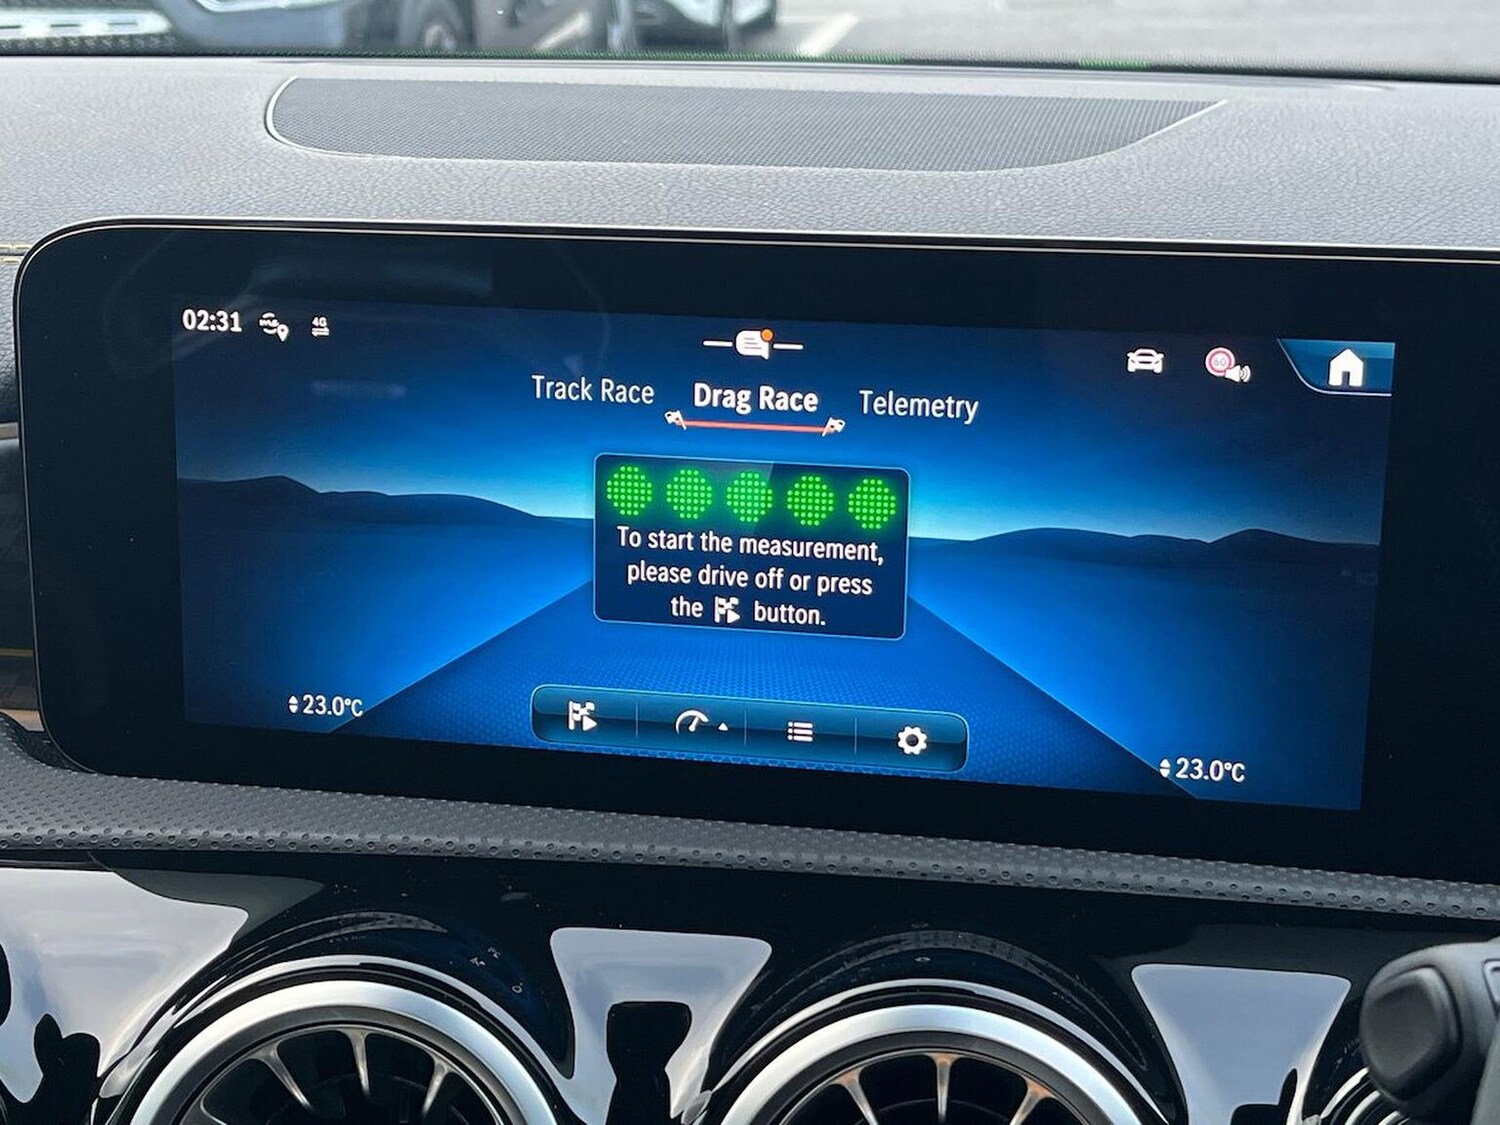 02:31
4G
60
Track Race Drag Race Telemetry
To start the measurement,
please drive off or press
the button.
23.0°C
23.0°C